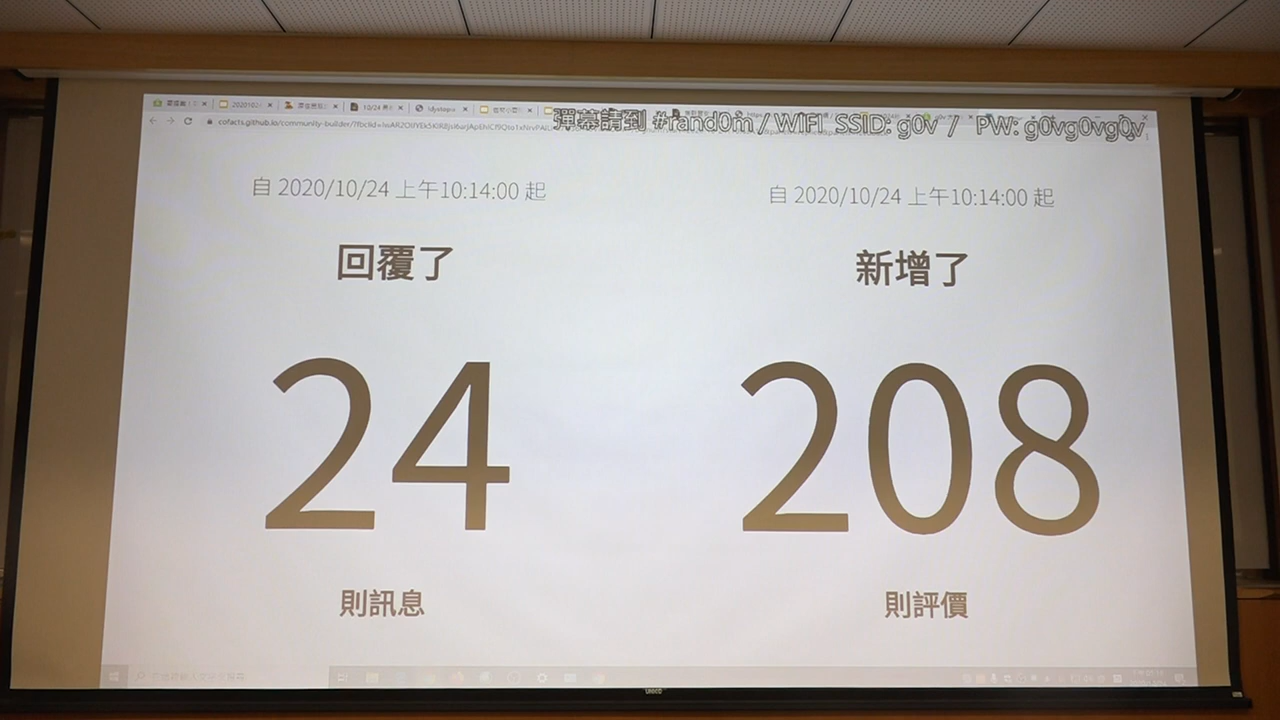 彈幕請到 #rand0m / WIFI SSID: g0v / PW: g0vg0vg0v
自 2020/10/24 上午10:14:00 起
回覆了
24
則訊息
自 2020/10/24 上午10:14:00 起
新增了
208
則評價